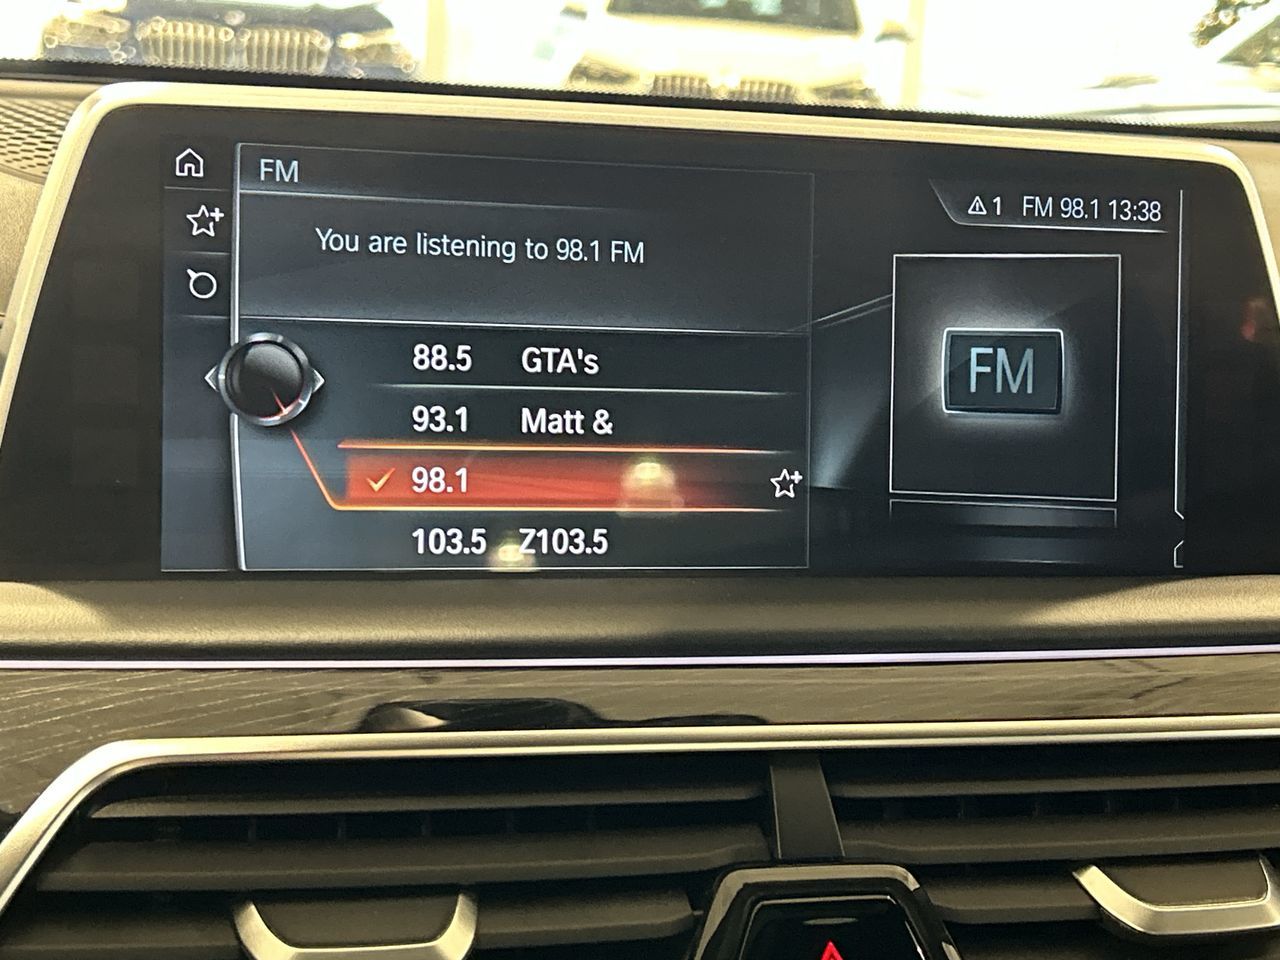 FM
1 FM 98.1 13:38
You are listening to 98.1 FM
88.5 GTA's
93.1 Matt &
98.1
103.5 Z103.5
FM